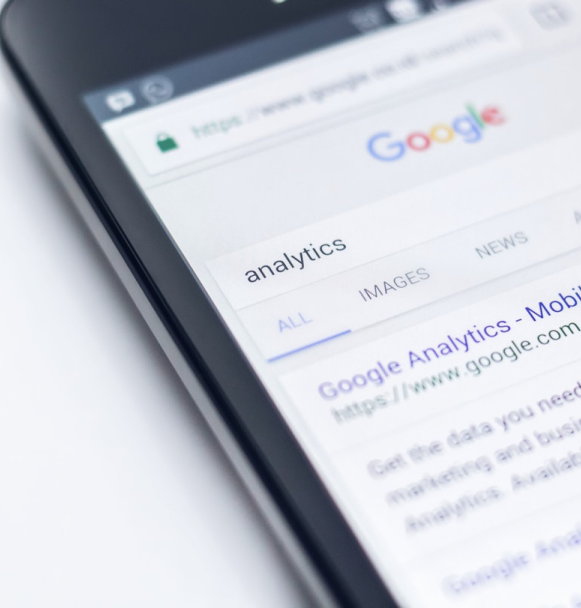 https://www.google.co.uk/search?q
Google
analytics
ALL IMAGES NEWS
Google Analytics - Mobil
https://www.google.com
Get the data you need
marketing and busi
Analytics. Availab
Google Anal